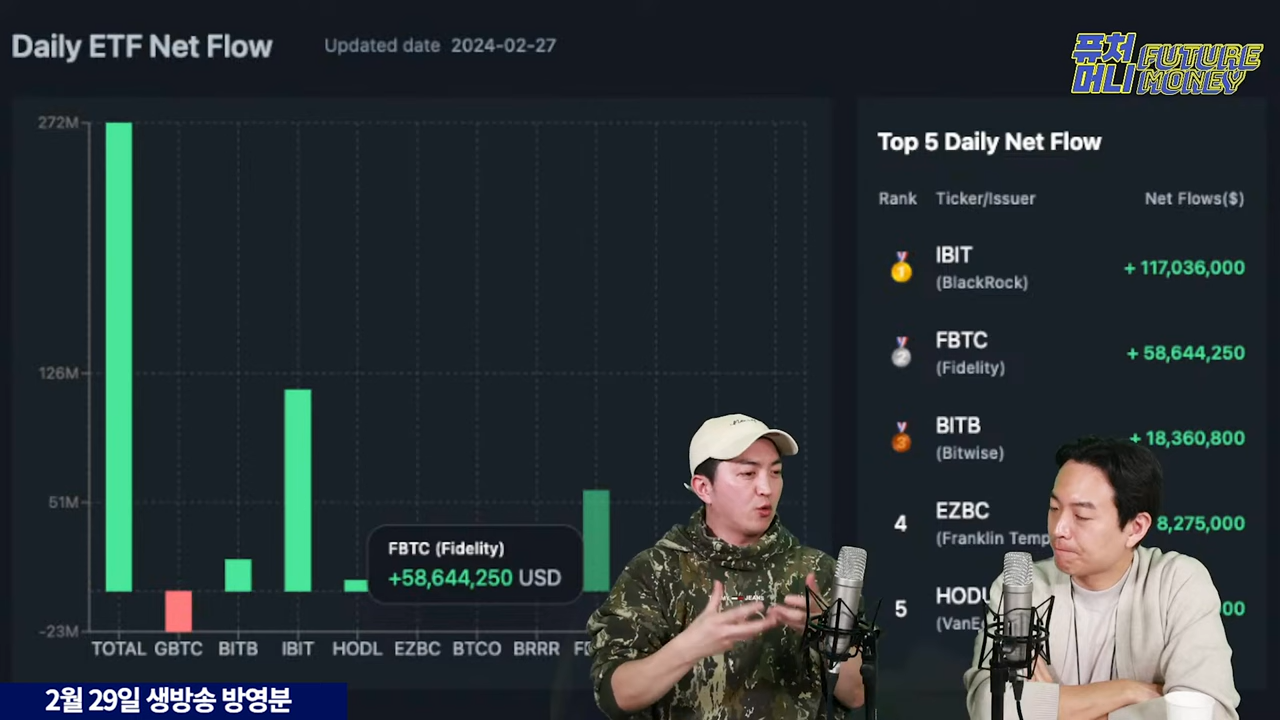 Daily ETF Net Flow
Updated date 2024-02-27
퓨처
머니
FUTURE
MONEY
272M
126M
51M
-23M
TOTAL GBTC BITB IBIT HODL EZBC BTCO BRRR
FBTC (Fidelity)
+58,644,250 USD
Top 5 Daily Net Flow
Rank Ticker/Issuer Net Flows($)
1 IBIT
(BlackRock)
+ 117,036,000
2 FBTC
(Fidelity)
+ 58,644,250
3 BITB
(Bitwise)
+ 18,360,800
4 EZBC
(Franklin Temp
8,275,000
5 HODL
(VanE
00
2월 29일 생방송 방영분